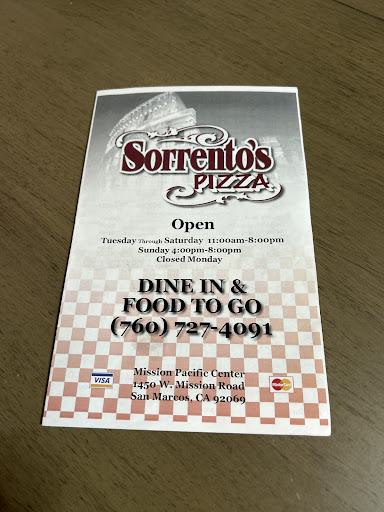 Sorrento's
PIZZA
Open
Tuesday Through Saturday 11:00am-8:00pm
Sunday 4:00pm-8:00pm
Closed Monday
DINE IN &
FOOD TO GO
(760) 727-4091
Mission Pacific Center
1450 W. Mission Road
San Marcos, CA 92069
VISA
MasterCard